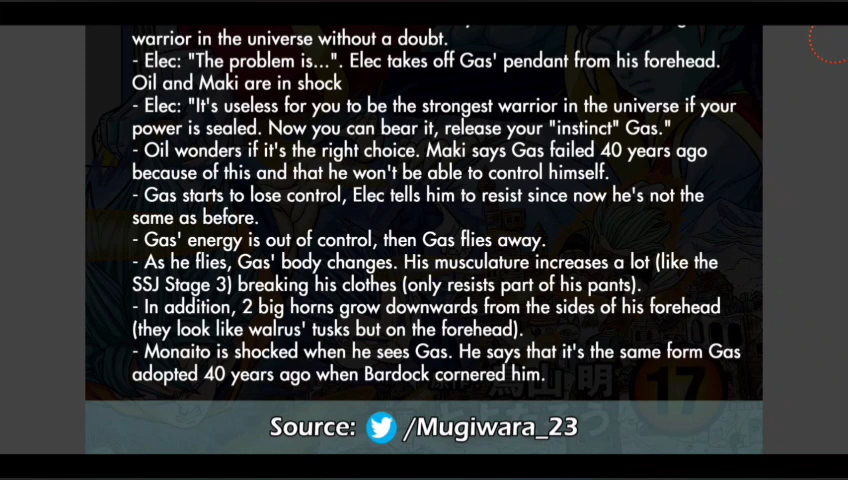 warrior in the universe without a doubt.
- Elec: "The problem is...". Elec takes off Gas' pendant from his forehead.
Oil and Maki are in shock
- Elec: "It's useless for you to be the strongest warrior in the universe if your
power is sealed. Now you can bear it, release your "instinct" Gas."
- Oil wonders if it's the right choice. Maki says Gas failed 40 years ago
because of this and that he won't be able to control himself.
- Gas starts to lose control, Elec tells him to resist since now he's not the
same as before.
- Gas' energy is out of control, then Gas flies away.
- As he flies, Gas' body changes. His musculature increases a lot (like the
SSJ Stage 3) breaking his clothes (only resists part of his pants).
- In addition, 2 big horns grow downwards from the sides of his forehead
(they look like walrus' tusks but on the forehead).
- Monaito is shocked when he sees Gas. He says that it's the same form Gas
adopted 40 years ago when Bardock cornered him.
鳥山明
17
Source: /Mugiwara_23